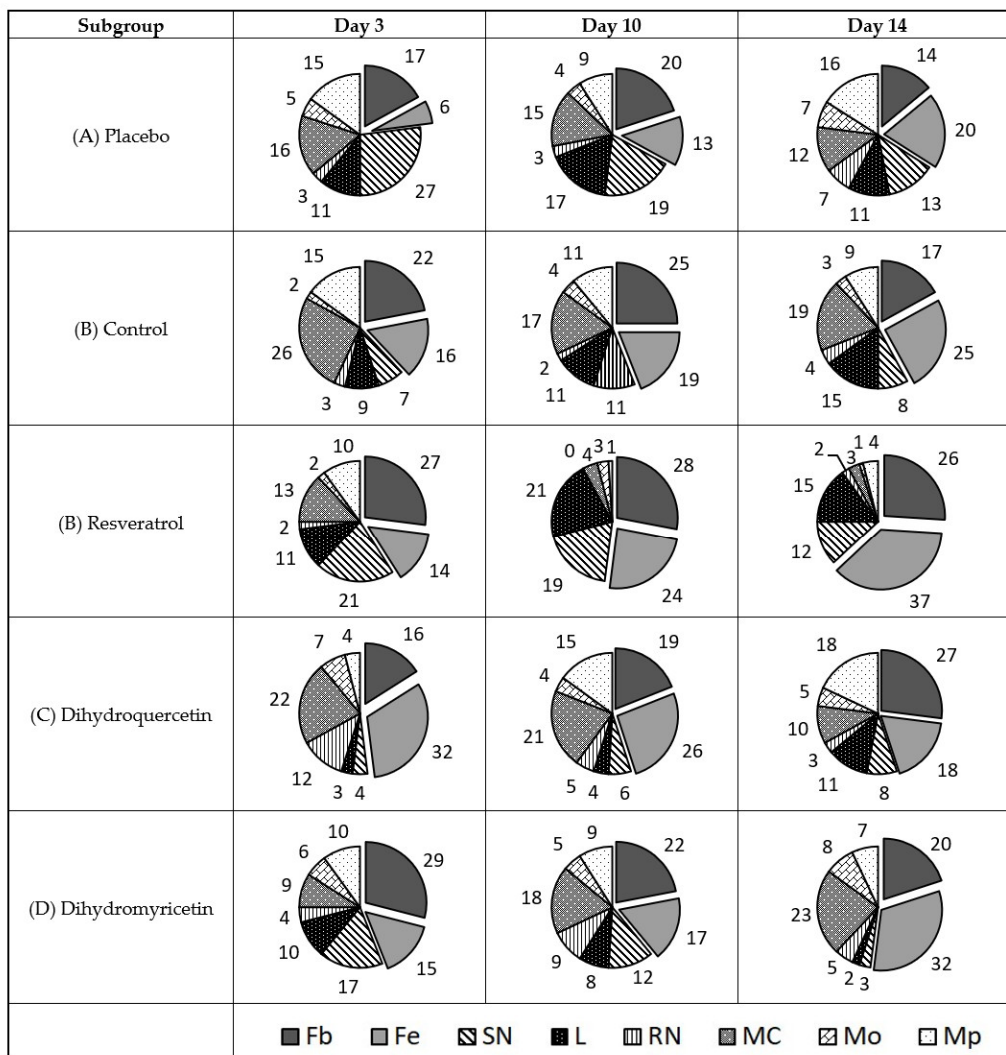 Subgroup Day 3 Day 10 Day 14
(A) Placebo
15 17 5 6 16 3 11 27
4 9 20 15 13 3 17 19
16 14 7 20 12 7 11 13
(B) Control
15 22 2 26 16 3 9 7
4 11 25 17 2 19 11 11
3 9 17 19 25 4 15 8
(B) Resveratrol
10 27 2 13 2 11 14 21
0 4 3 1 28 21 19 24
2 3 1 4 26 15 12 37
(C) Dihydroquercetin
7 4 16 22 32 12 3 4
15 19 4 21 26 5 4 6
18 27 5 10 3 18 11 8
(D) Dihydromyricetin
10 29 6 9 4 10 15 17
5 9 22 18 17 9 8 12
7 20 8 23 5 2 3 32
Fb Fe SN L RN MC Mo Mp